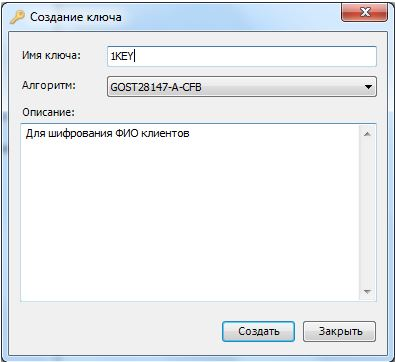 Создание ключа
Имя ключа: 1KEY
Алгоритм: GOST28147-A-CFB
Описание:
Для шифрования ФИО клиентов
Создать Закрыть